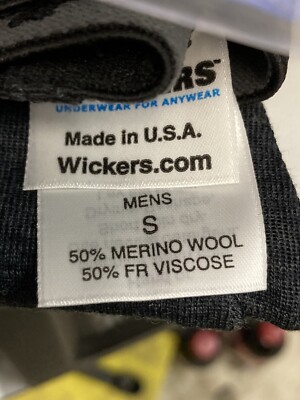 UNDERWEAR FOR ANYWEAR
Made in U.S.A.
Wickers.com
MENS
S
50% MERINO WOOL
50% FR VISCOSE